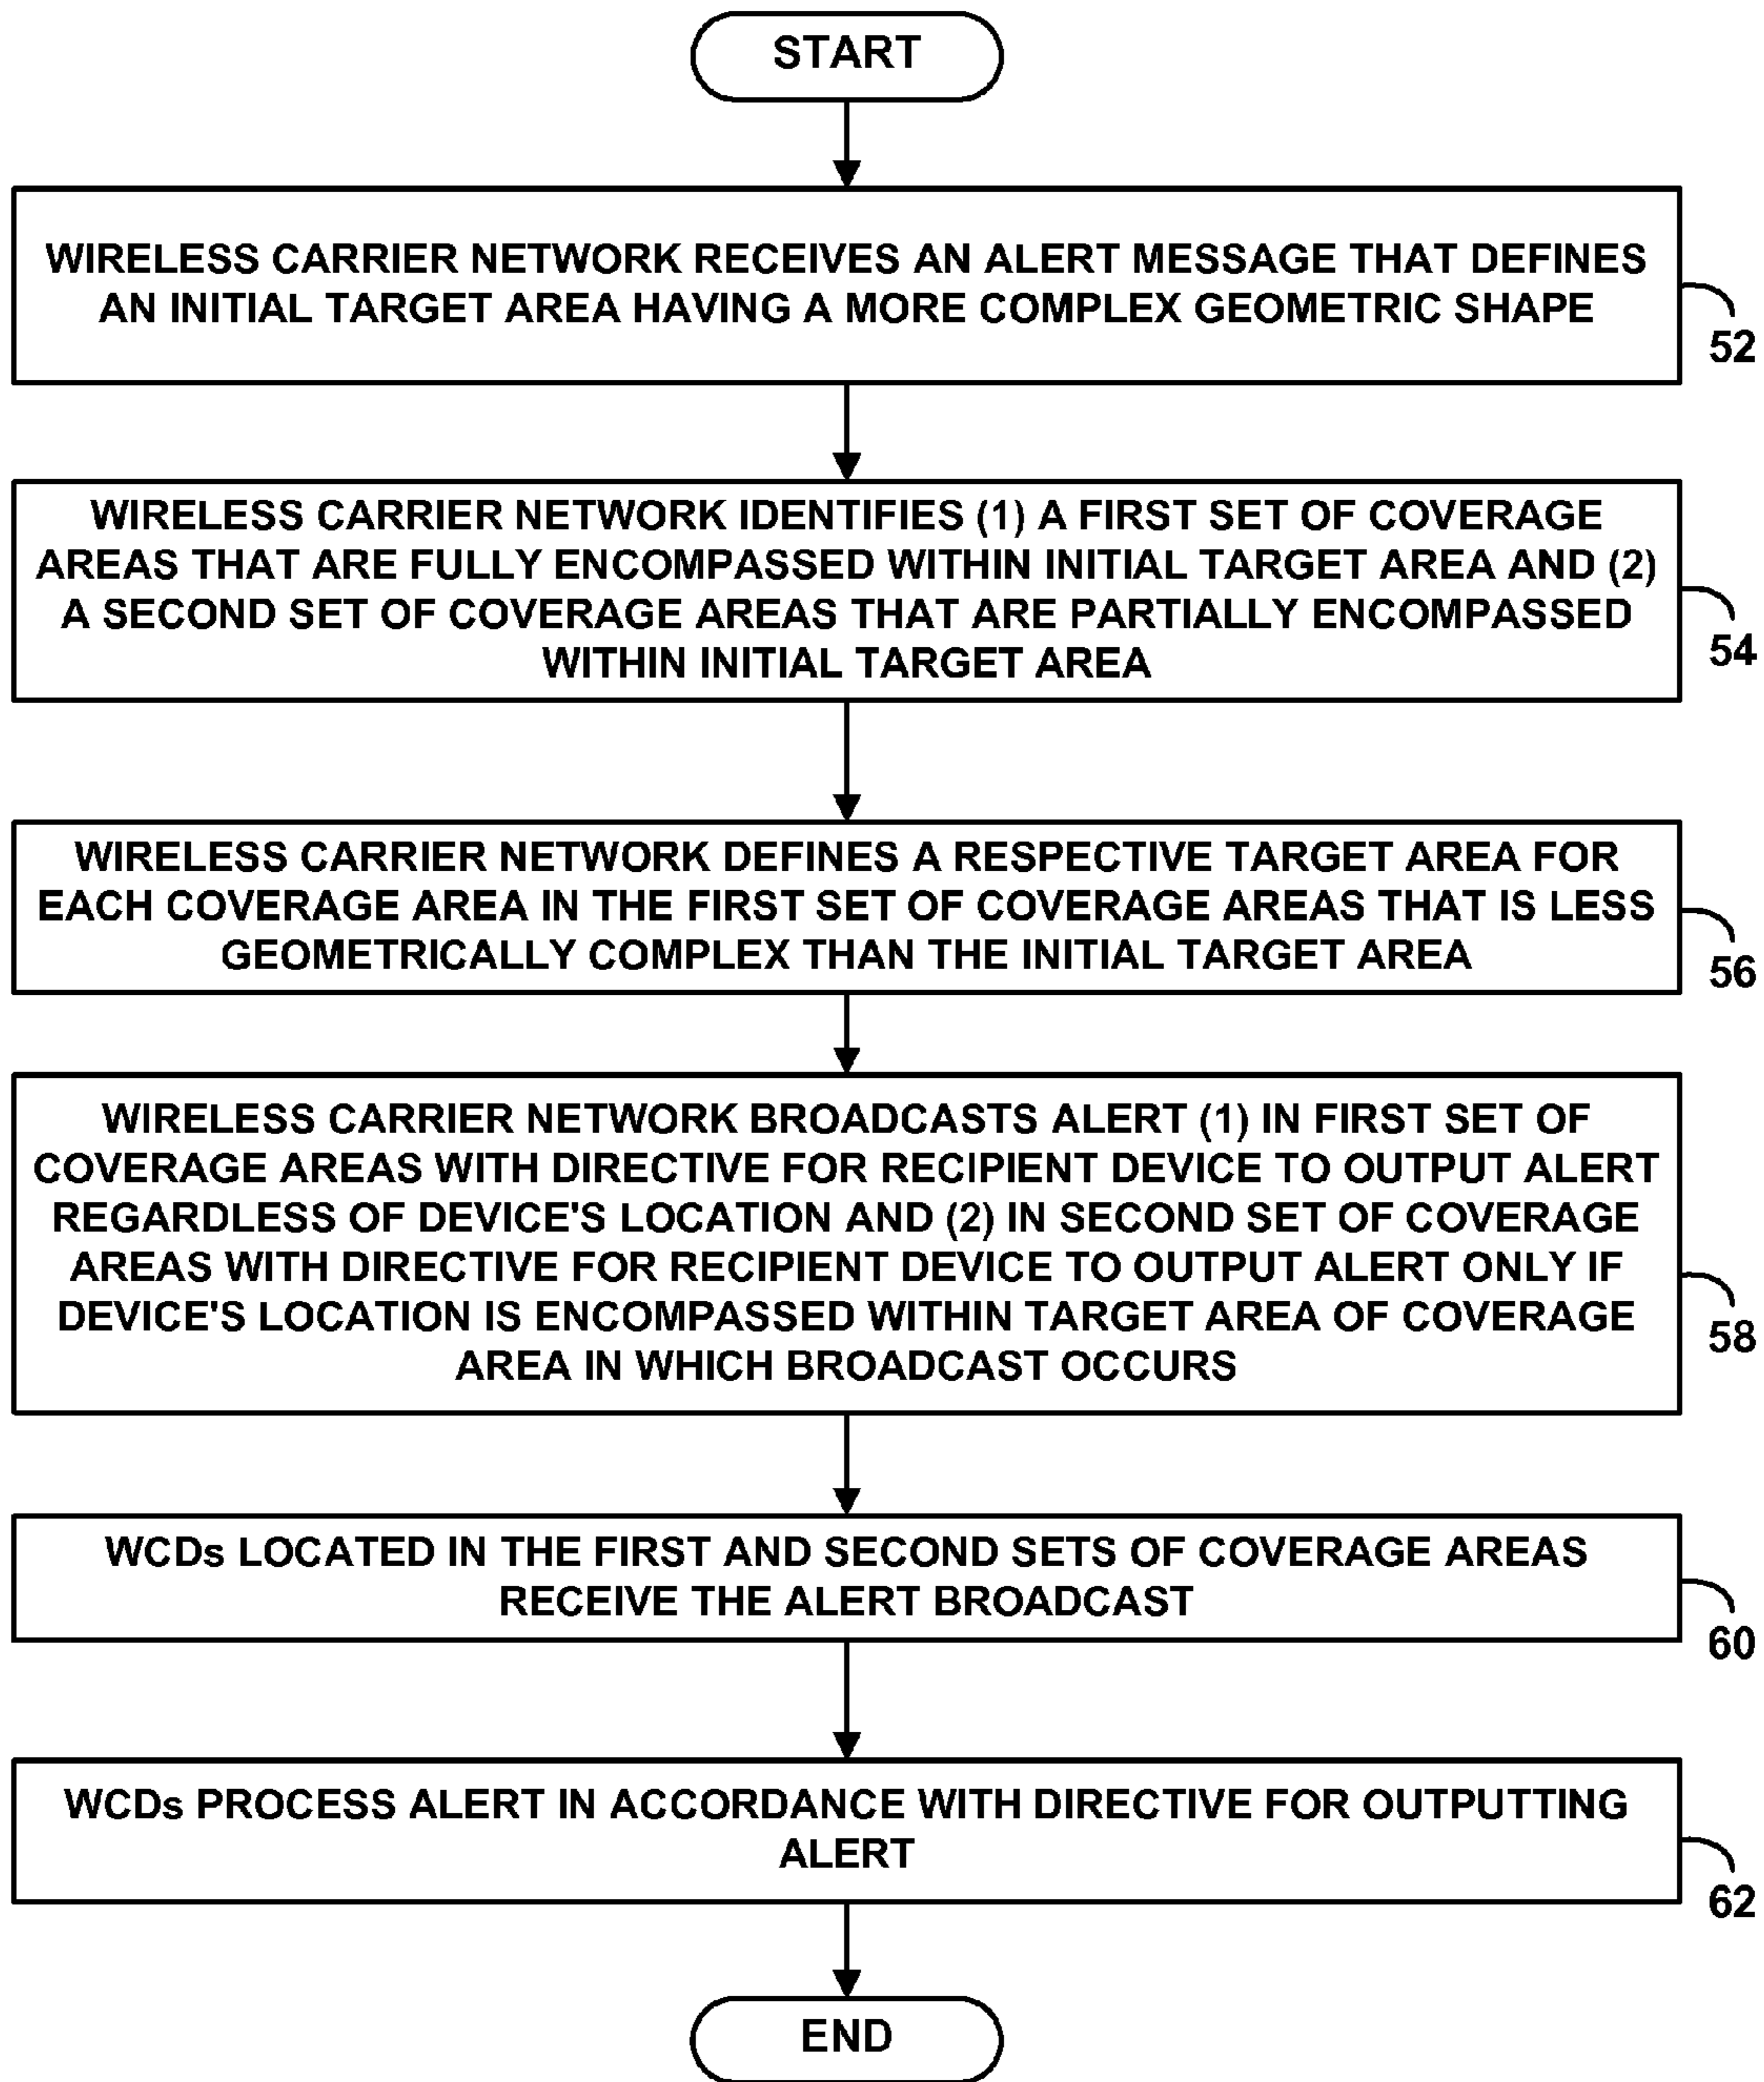 START
WIRELESS CARRIER NETWORK RECEIVES AN ALERT MESSAGE THAT DEFINES
AN INITIAL TARGET AREA HAVING A MORE COMPLEX GEOMETRIC SHAPE
52
WIRELESS CARRIER NETWORK IDENTIFIES (1) A FIRST SET OF COVERAGE
AREAS THAT ARE FULLY ENCOMPASSED WITHIN INITIAL TARGET AREA AND (2)
A SECOND SET OF COVERAGE AREAS THAT ARE PARTIALLY ENCOMPASSED
WITHIN INITIAL TARGET AREA
54
WIRELESS CARRIER NETWORK DEFINES A RESPECTIVE TARGET AREA FOR
EACH COVERAGE AREA IN THE FIRST SET OF COVERAGE AREAS THAT IS LESS
GEOMETRICALLY COMPLEX THAN THE INITIAL TARGET AREA
56
WIRELESS CARRIER NETWORK BROADCASTS ALERT (1) IN FIRST SET OF
COVERAGE AREAS WITH DIRECTIVE FOR RECIPIENT DEVICE TO OUTPUT ALERT
REGARDLESS OF DEVICE'S LOCATION AND (2) IN SECOND SET OF COVERAGE
AREAS WITH DIRECTIVE FOR RECIPIENT DEVICE TO OUTPUT ALERT ONLY IF
DEVICE'S LOCATION IS ENCOMPASSED WITHIN TARGET AREA OF COVERAGE
AREA IN WHICH BROADCAST OCCURS
58
WCDs LOCATED IN THE FIRST AND SECOND SETS OF COVERAGE AREAS
RECEIVE THE ALERT BROADCAST
60
WCDs PROCESS ALERT IN ACCORDANCE WITH DIRECTIVE FOR OUTPUTTING
ALERT
62
END